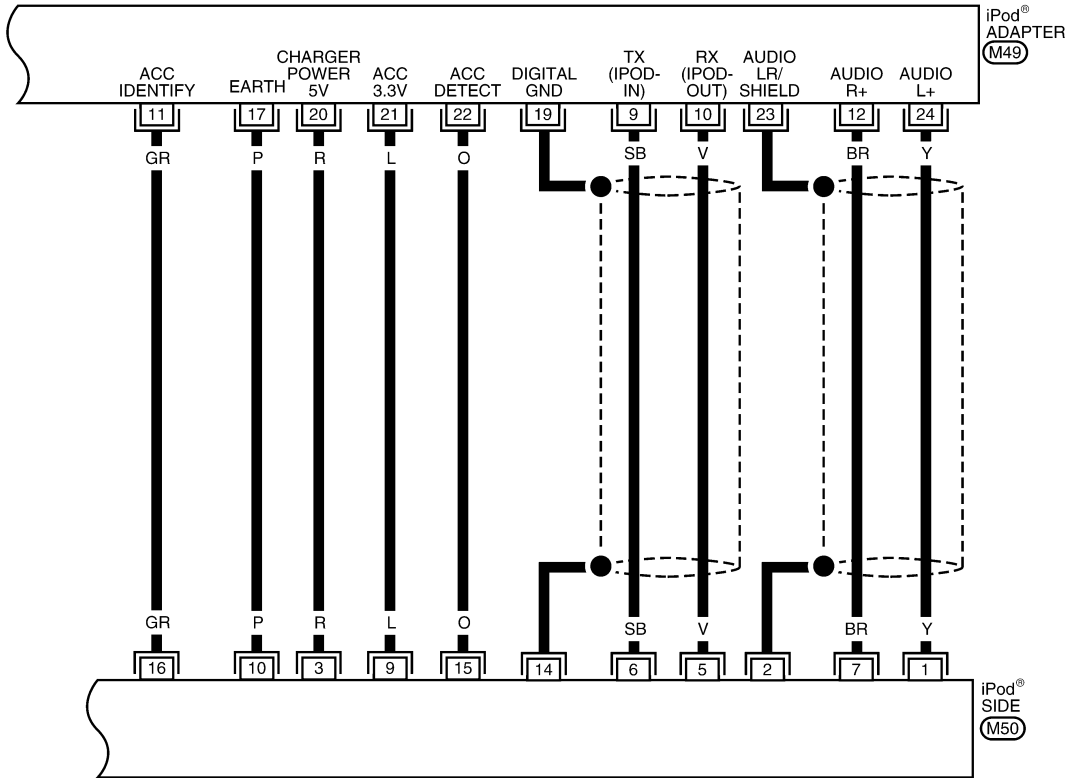 iPod®
ADAPTER
M49
ACC
IDENTIFY
EARTH
CHARGER
POWER
5V
ACC
3.3V
ACC
DETECT
DIGITAL
GND
TX
(IPOD-
IN)
RX
(IPOD-
OUT)
AUDIO
LR/
SHIELD
AUDIO
R+
AUDIO
L+
11 17 20 21 22 19 9 10 23 12 24
GR P R L O SB V BR Y
GR P R L O SB V BR Y
16 10 3 9 15 14 6 5 2 7 1
iPod®
SIDE
M50